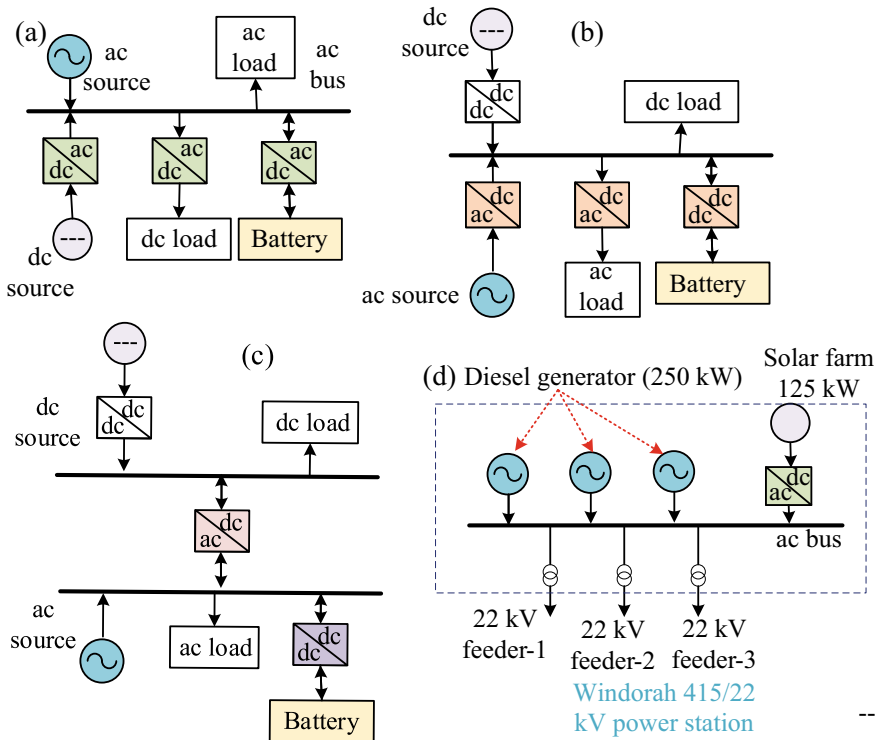 (a)
ac
source
ac
load
ac
bus
ac
dc
ac
dc
ac
dc
---
dc
source
dc load
Battery
(b)
dc
source
---
dc
dc
dc load
dc
ac
dc
ac
dc
dc
ac source
ac
load
Battery
(c)
---
dc
source
dc
dc
dc load
dc
ac
ac
source
ac load
dc
dc
Battery
(d)
Diesel generator (250 kW)
Solar farm
125 kW
dc
ac
ac bus
22 kV
feeder-1
22 kV
feeder-2
22 kV
feeder-3
Windorah 415/22
kV power station
--